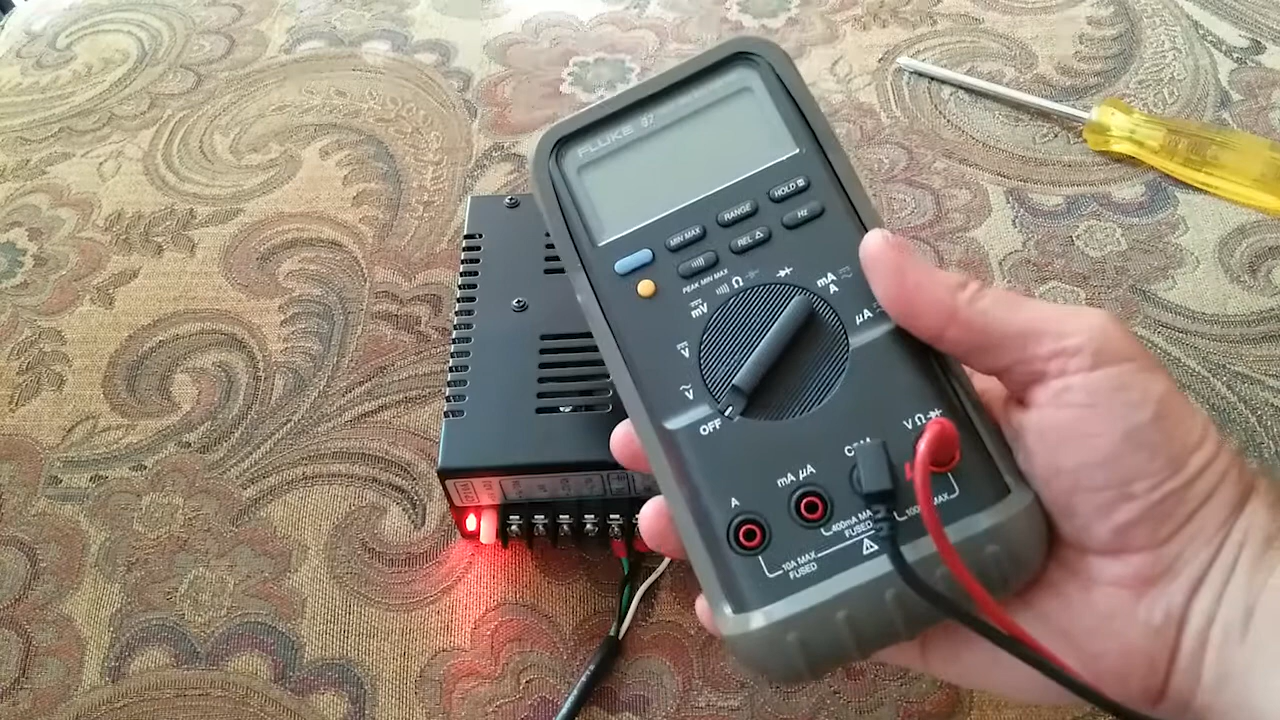 FLUKE 87
HOLD
RANGE
MIN MAX
Hz
REL △
PEAK MIN MAX
mV
Ω
mA
A
µA
V
V
OFF
COM
V Ω
A
mA µA
400mA MAX
FUSED
10A MAX
FUSED